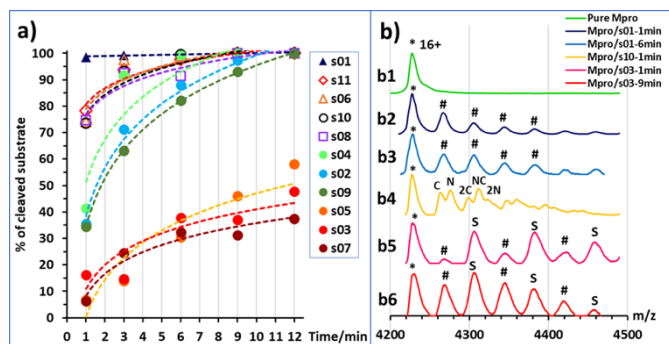 a)
% of cleaved substrate
100
90
80
70
60
50
40
30
20
10
0
0 1 2 3 4 5 6 7 8 9 10 11 12 Time/min
s01
s11
s06
s10
s08
s04
s02
s09
s05
s03
s07
b)
Pure Mpro
Mpro/s01-1min
Mpro/s01-6min
Mpro/s10-1min
Mpro/s03-1min
Mpro/s03-9min
b1
* 16+
b2
* # # # #
b3
* # # # #
b4
* C N 2C NC 2N
b5
* # S # S # S
b6
* # S # S # S
4200 4300 4400 4500 m/z